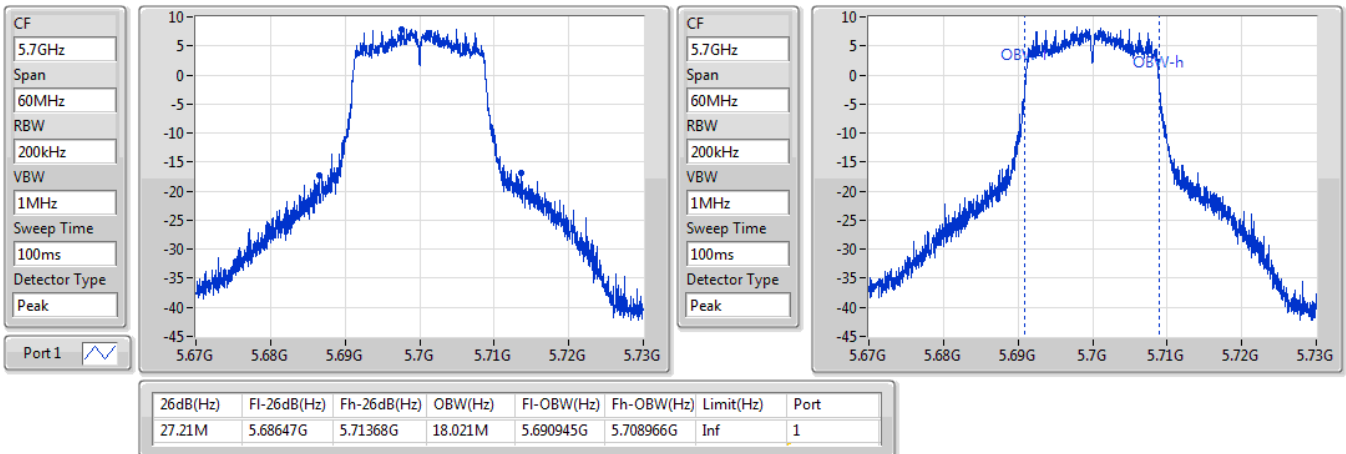 CF
5.7GHz
Span
60MHz
RBW
200kHz
VBW
1MHz
Sweep Time
100ms
Detector Type
Peak
Port 1
10
5
0
-5
-10
-15
-20
-25
-30
-35
-40
-45
5.67G 5.68G 5.69G 5.7G 5.71G 5.72G 5.73G
CF
5.7GHz
Span
60MHz
RBW
200kHz
VBW
1MHz
Sweep Time
100ms
Detector Type
Peak
10
5
0
-5
-10
-15
-20
-25
-30
-35
-40
-45
OBW-h
5.67G 5.68G 5.69G 5.7G 5.71G 5.72G 5.73G
26dB(Hz) Fl-26dB(Hz) Fh-26dB(Hz) OBW(Hz) Fl-OBW(Hz) Fh-OBW(Hz) Limit(Hz) Port
27.21M 5.68647G 5.71368G 18.021M 5.690945G 5.708966G Inf 1